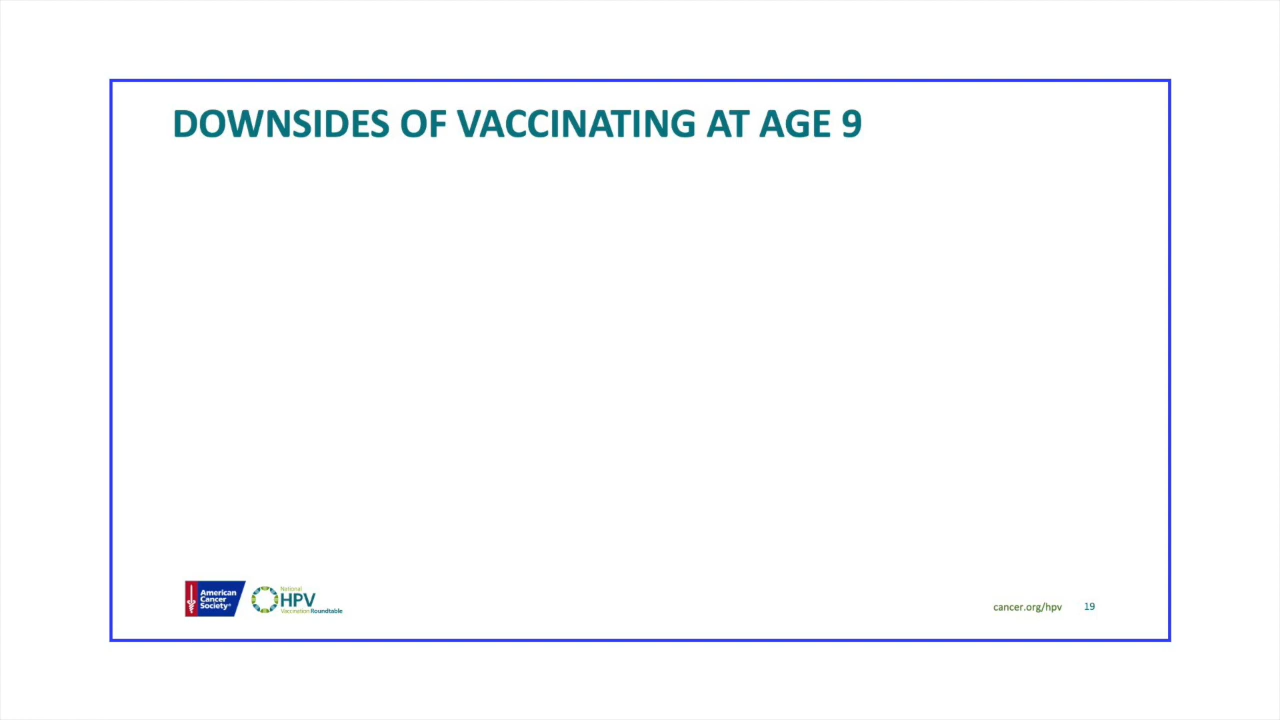 DOWNSIDES OF VACCINATING AT AGE 9
American
Cancer
Society®
National
HPV
Vaccination Roundtable
cancer.org/hpv 19